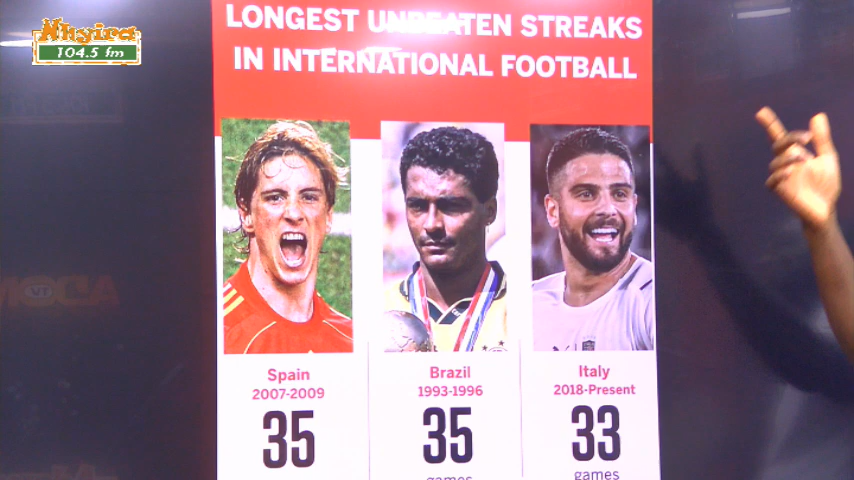 Nhyira
104.5 fm
LONGEST UNBEATEN STREAKS
IN INTERNATIONAL FOOTBALL
Spain
2007-2009
35
Brazil
1993-1996
35
games
Italy
2018-Present
33
games